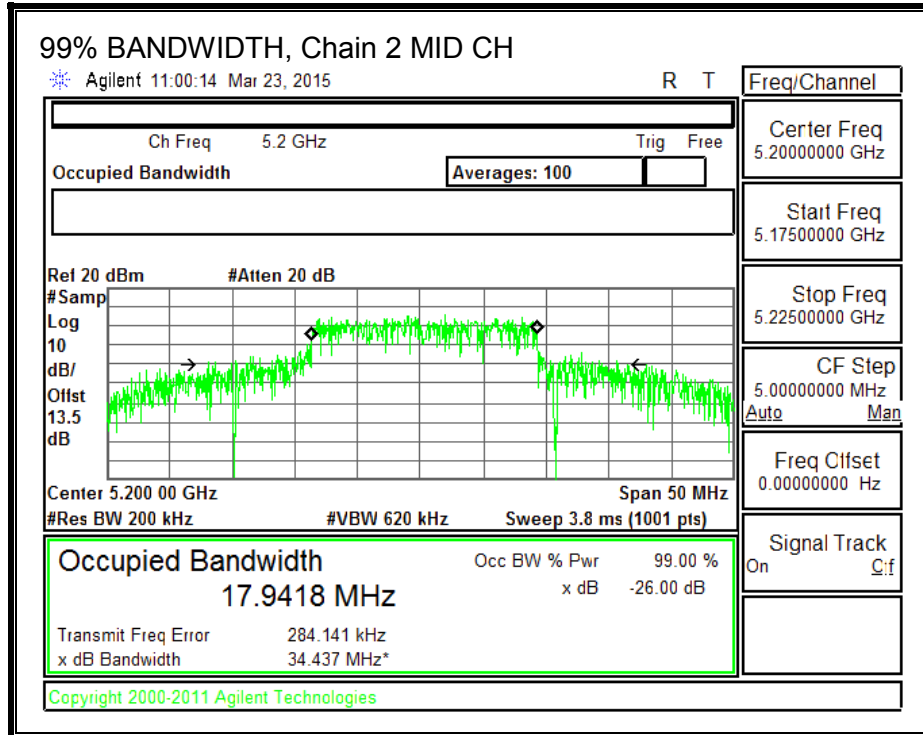 99% BANDWIDTH, Chain 2 MID CH
Agilent 11:00:14 Mar 23, 2015 R T
Freq/Channel
Ch Freq 5.2 GHz Trig Free
Occupied Bandwidth Averages: 100
Center Freq
5.20000000 GHz
Start Freq
5.17500000 GHz
Stop Freq
5.22500000 GHz
CF Step
5.00000000 MHz
Auto Man
Freq Offset
0.00000000 Hz
Signal Track
On Off
Ref 20 dBm #Atten 20 dB
#Samp
Log
10
dB/
Offst
13.5
dB
Center 5.200 00 GHz Span 50 MHz
#Res BW 200 kHz #VBW 620 kHz Sweep 3.8 ms (1001 pts)
Occupied Bandwidth Occ BW % Pwr 99.00 %
17.9418 MHz x dB -26.00 dB
Transmit Freq Error 284.141 kHz
x dB Bandwidth 34.437 MHz*
Copyright 2000-2011 Agilent Technologies